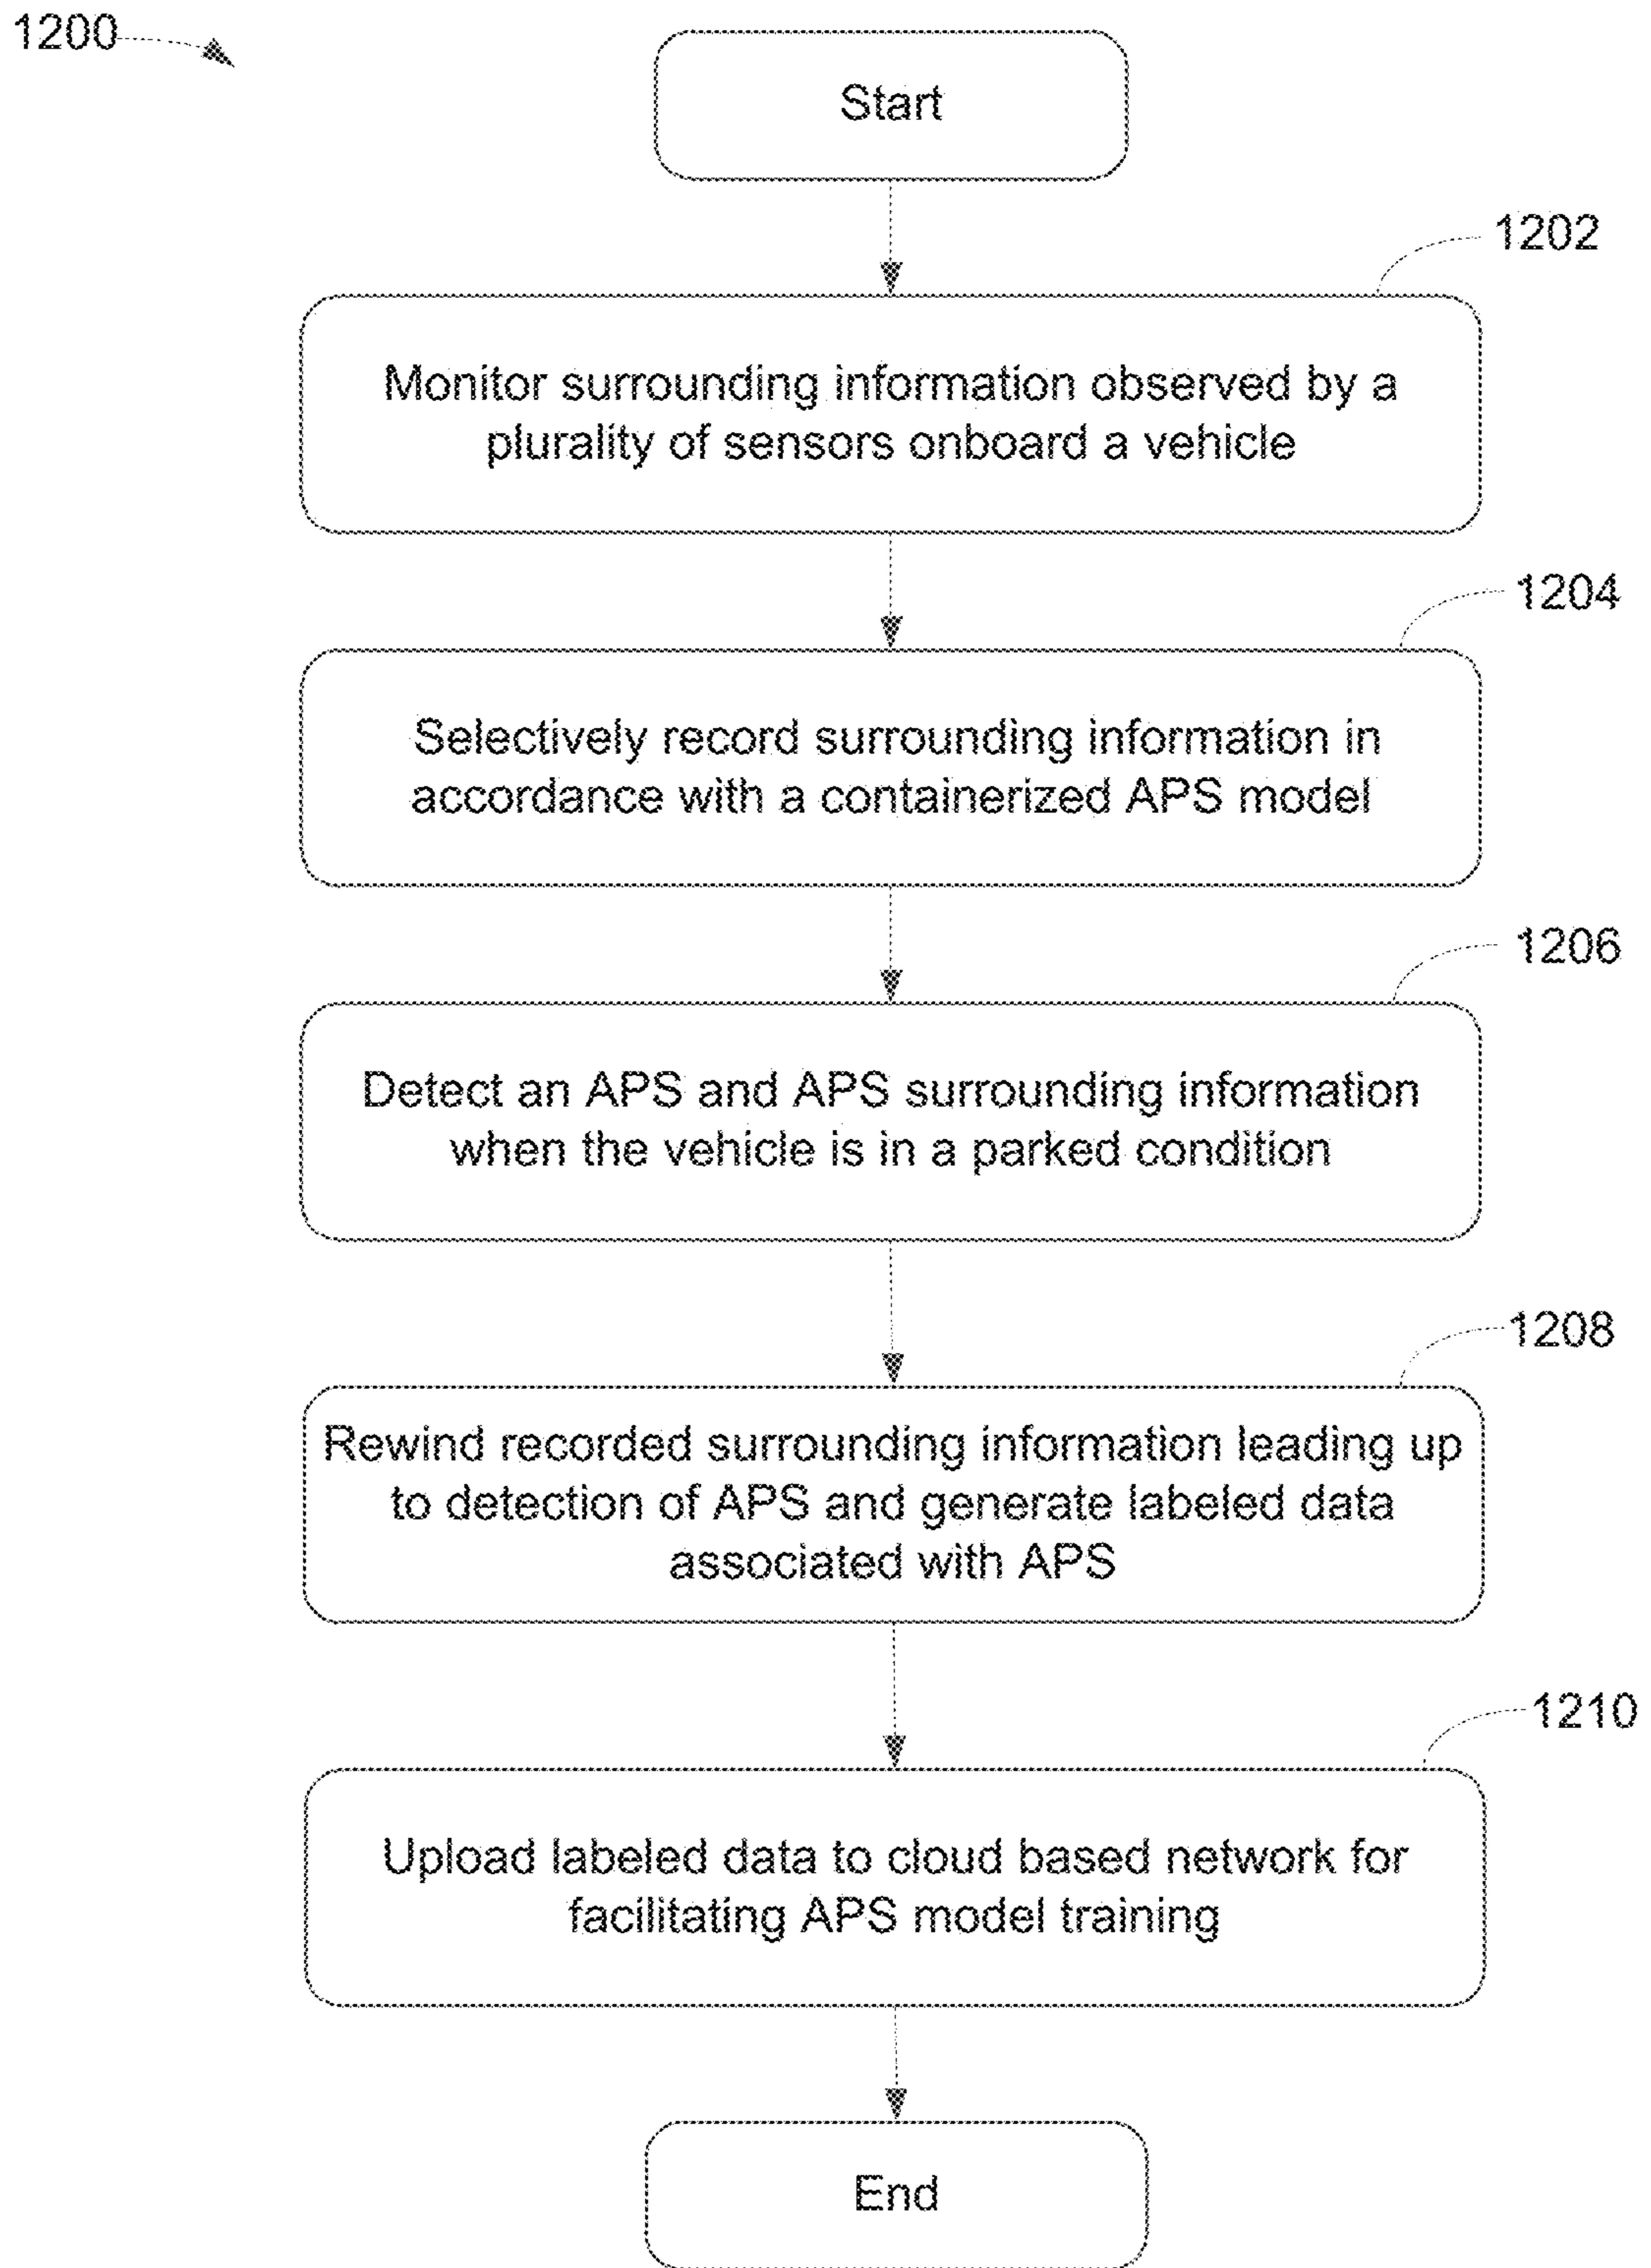 1200
Start
1202
Monitor surrounding information observed by a
plurality of sensors onboard a vehicle
1204
Selectively record surrounding information in
accordance with a containerized APS model
1206
Detect an APS and APS surrounding information
when the vehicle is in a parked condition
1208
Rewind recorded surrounding information leading up
to detection of APS and generate labeled data
associated with APS
1210
Upload labeled data to cloud based network for
facilitating APS model training
End